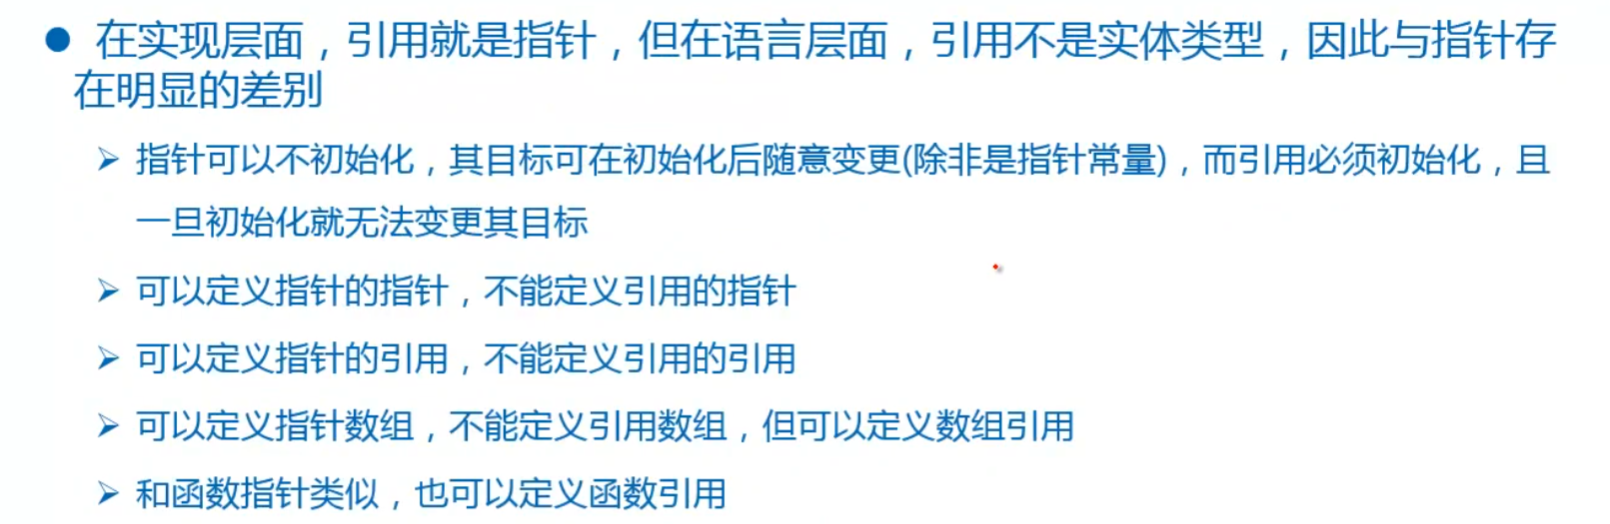 ● 在实现层面，引用就是指针，但在语言层面，引用不是实体类型，因此与指针存
在明显的差别
➢ 指针可以不初始化，其目标可在初始化后随意变更(除非是指针常量)，而引用必须初始化，且
一旦初始化就无法变更其目标
➢ 可以定义指针的指针，不能定义引用的指针
➢ 可以定义指针的引用，不能定义引用的引用
➢ 可以定义指针数组，不能定义引用数组，但可以定义数组引用
➢ 和函数指针类似，也可以定义函数引用